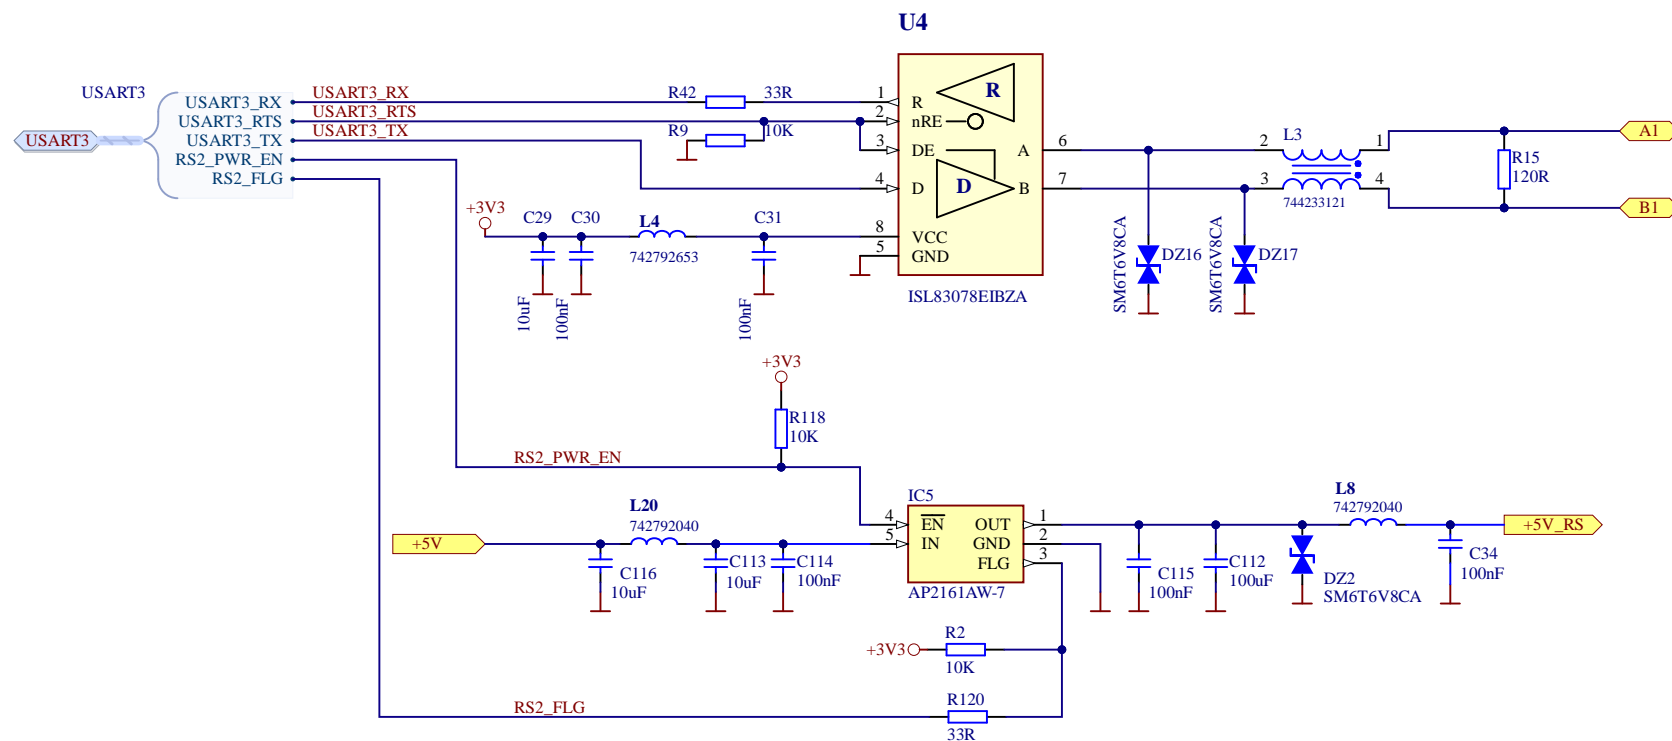 U4
USART3
USART3
USART3_RX
USART3_RTS
USART3_TX
RS2_PWR_EN
RS2_FLG
USART3_RX
USART3_RTS
USART3_TX
R42
33R
R9
10K
1
2
3
4
8
5
R
nRE
DE
D
VCC
GND
R
D
A
B
6
7
ISL83078EIBZA
L3
2
1
3
4
744233121
R15
120R
A1
B1
SM6T6V8CA
DZ16
SM6T6V8CA
DZ17
+3V3
C29
C30
L4
742792653
C31
10uF
100nF
100nF
+3V3
R118
10K
RS2_PWR_EN
L20
742792040
+5V
C116
10uF
C113
10uF
C114
100nF
IC5
4
5
EN
IN
OUT
GND
FLG
1
2
3
AP2161AW-7
C115
100nF
C112
100uF
DZ2
SM6T6V8CA
L8
742792040
C34
100nF
+5V_RS
+3V3
R2
10K
R120
33R
RS2_FLG